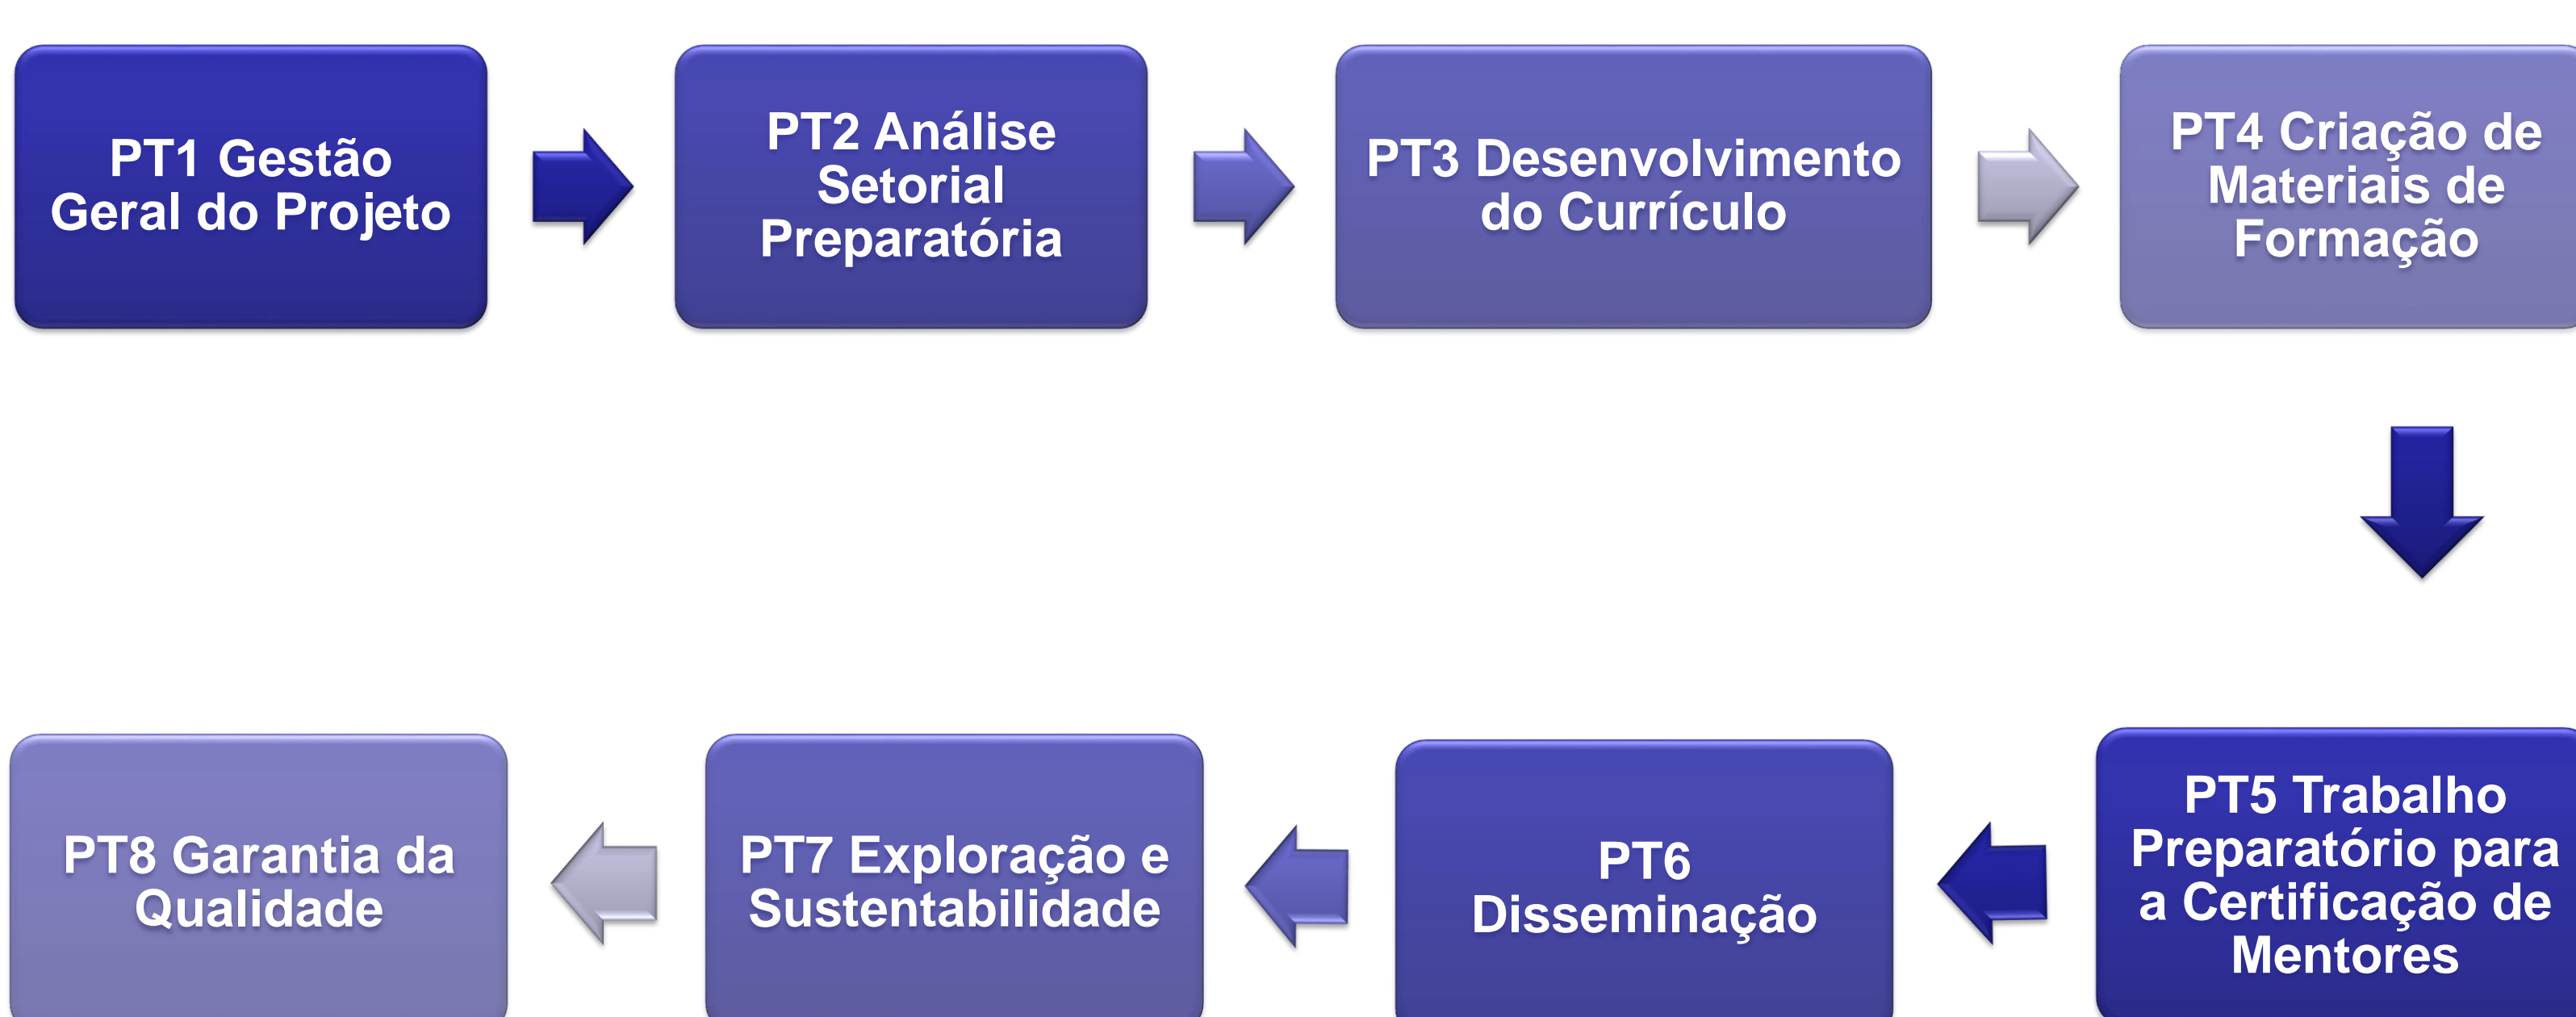 PT1 Gestão
Geral do Projeto
PT2 Análise
Setorial
Preparatória
PT3 Desenvolvimento
do Currículo
PT4 Criação de
Materiais de
Formação
PT5 Trabalho
Preparatório para
a Certificação de
Mentores
PT6
Disseminação
PT7 Exploração e
Sustentabilidade
PT8 Garantia da
Qualidade